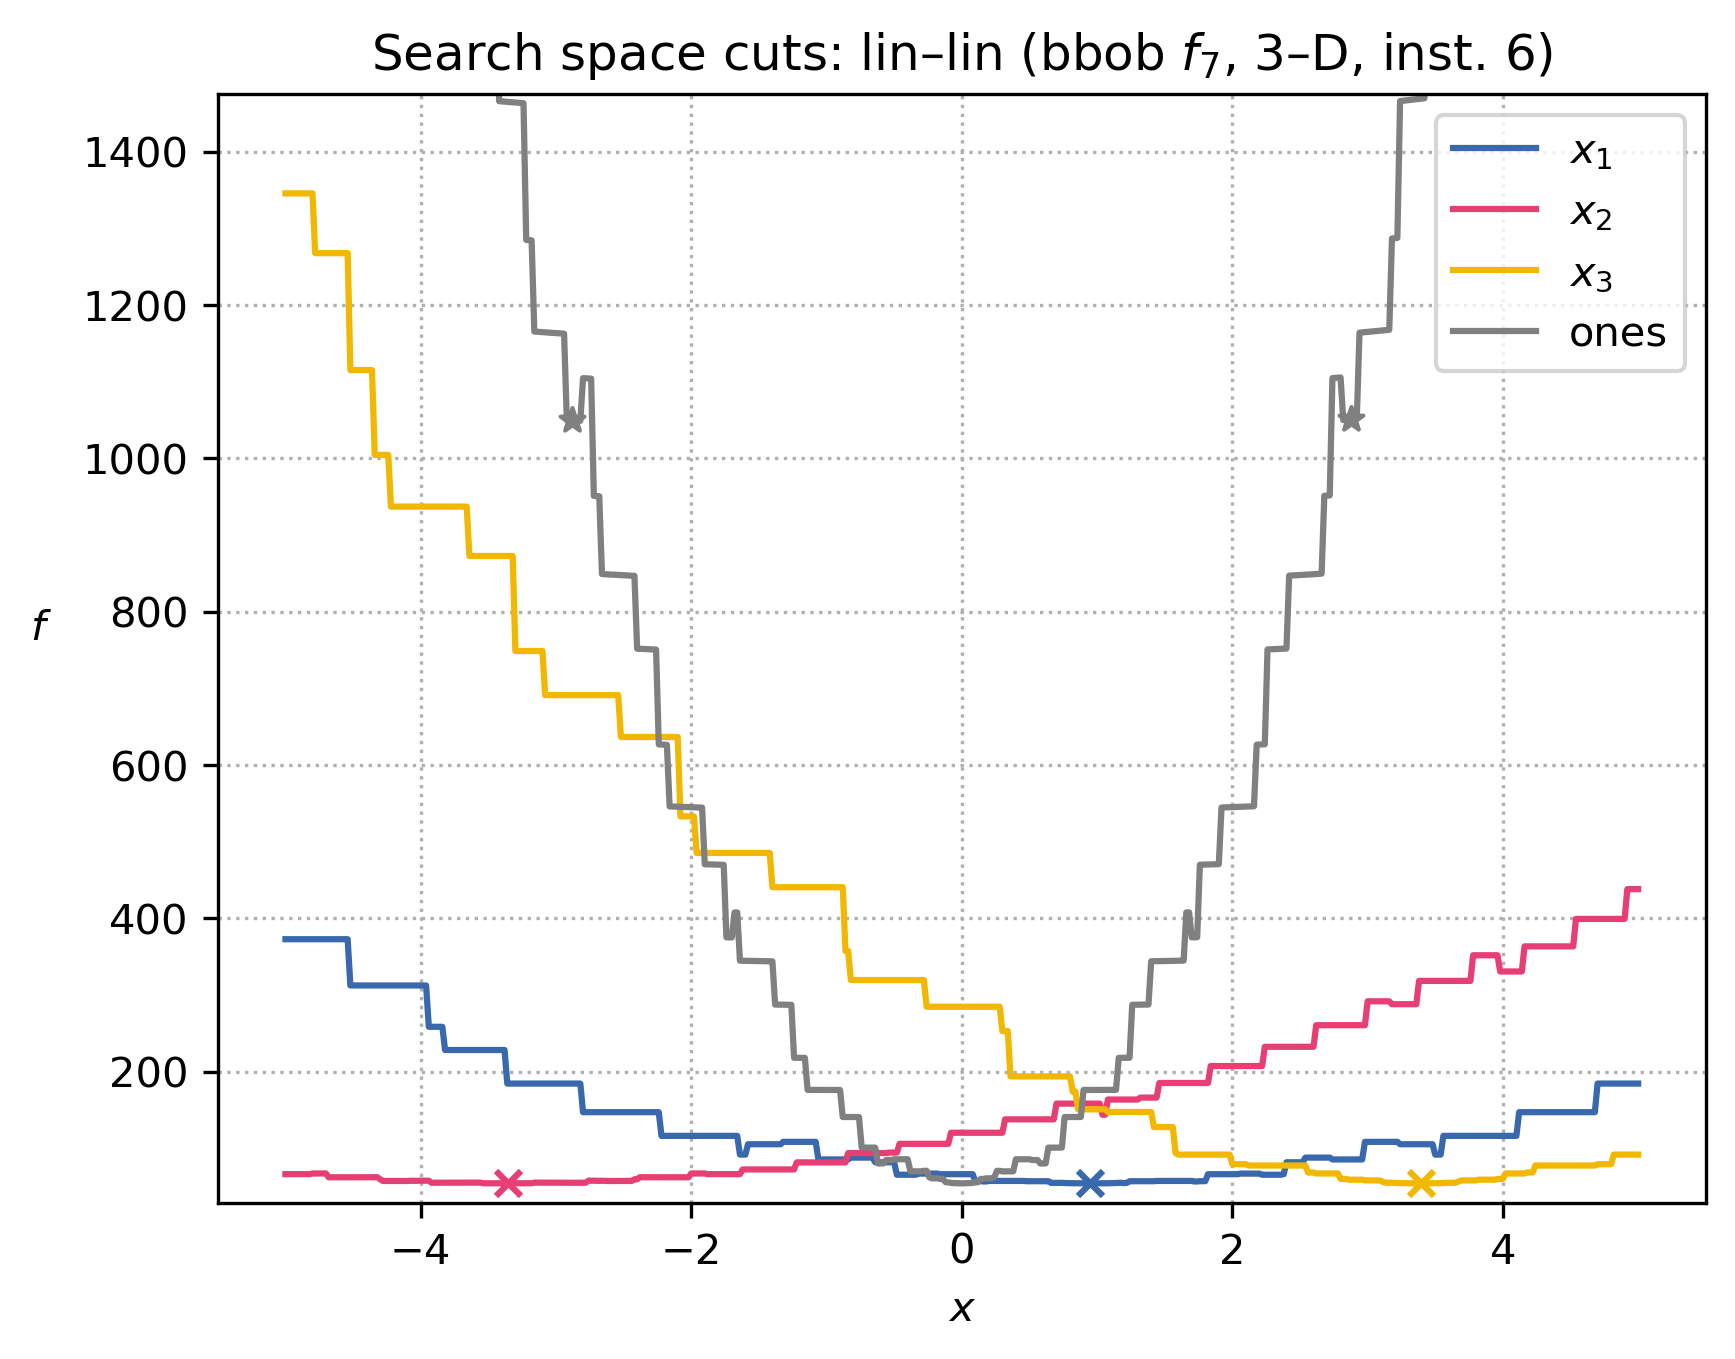 Search space cuts: lin–lin (bbob f₇, 3–D, inst. 6)
1400
1200
1000
800
600
400
200
f
−4
−2
0
2
4
x
x₁
x₂
x₃
ones